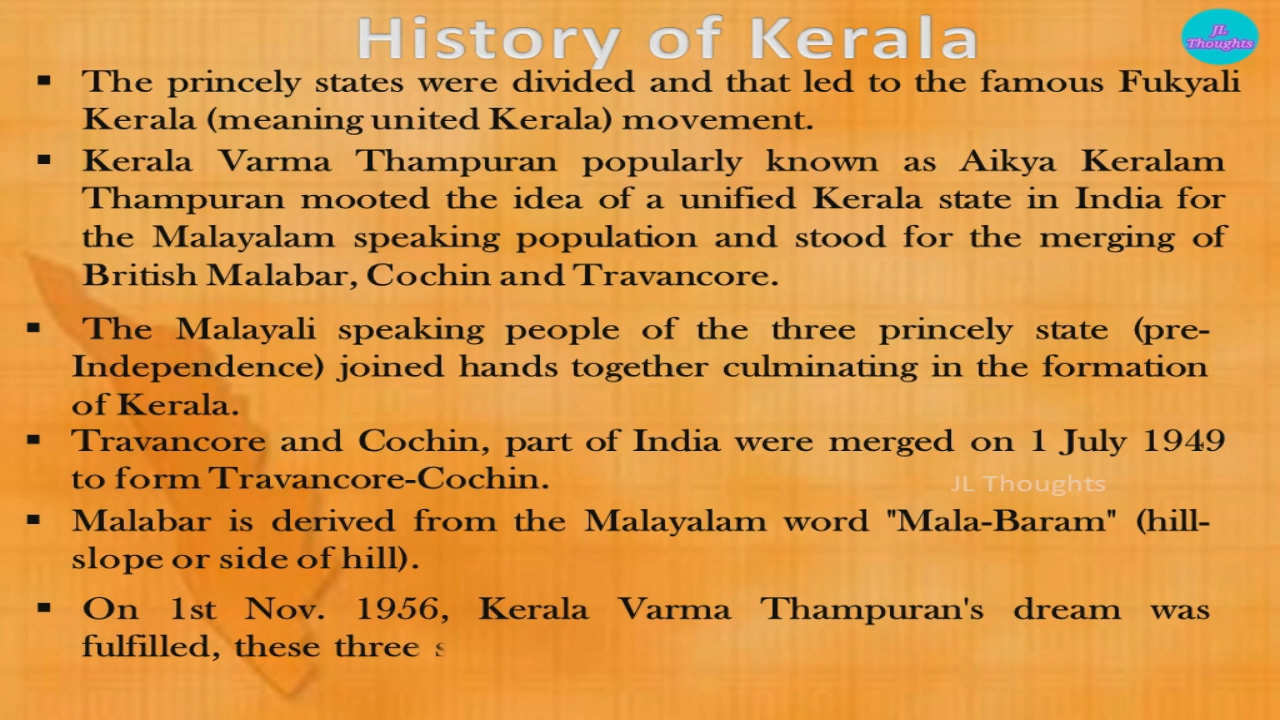 History of Kerala
JL
Thoughts
▪ The princely states were divided and that led to the famous Fukyali
Kerala (meaning united Kerala) movement.
▪ Kerala Varma Thampuran popularly known as Aikya Keralam
Thampuran mooted the idea of a unified Kerala state in India for
the Malayalam speaking population and stood for the merging of
British Malabar, Cochin and Travancore.
▪ The Malayali speaking people of the three princely state (pre-
Independence) joined hands together culminating in the formation
of Kerala.
▪ Travancore and Cochin, part of India were merged on 1 July 1949
to form Travancore-Cochin.
JL Thoughts
▪ Malabar is derived from the Malayalam word "Mala-Baram" (hill-
slope or side of hill).
▪ On 1st Nov. 1956, Kerala Varma Thampuran's dream was
fulfilled, these three